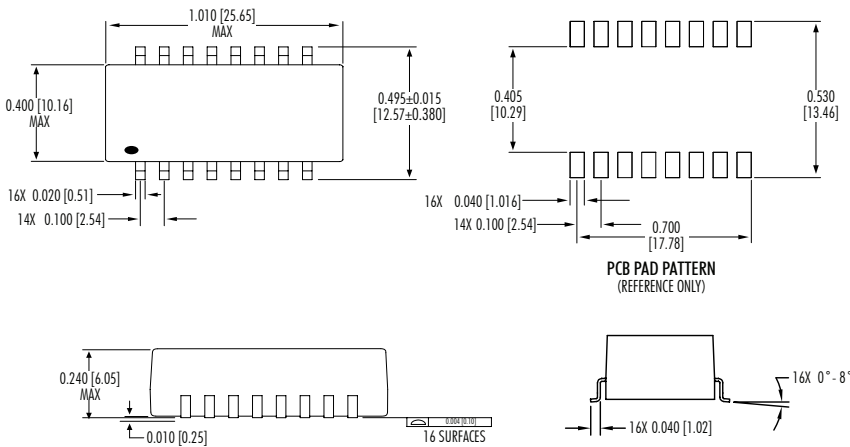 1.010 [25.65]
MAX
0.400 [10.16]
MAX
0.495±0.015
[12.57±0.380]
16X 0.020 [0.51]
14X 0.100 [2.54]
0.405
[10.29]
0.530
[13.46]
16X 0.040 [1.016]
14X 0.100 [2.54]
0.700
[17.78]
PCB PAD PATTERN
(REFERENCE ONLY)
0.240 [6.05]
MAX
0.010 [0.25]
0.004 [0.10]
16 SURFACES
16X 0°- 8°
16X 0.040 [1.02]